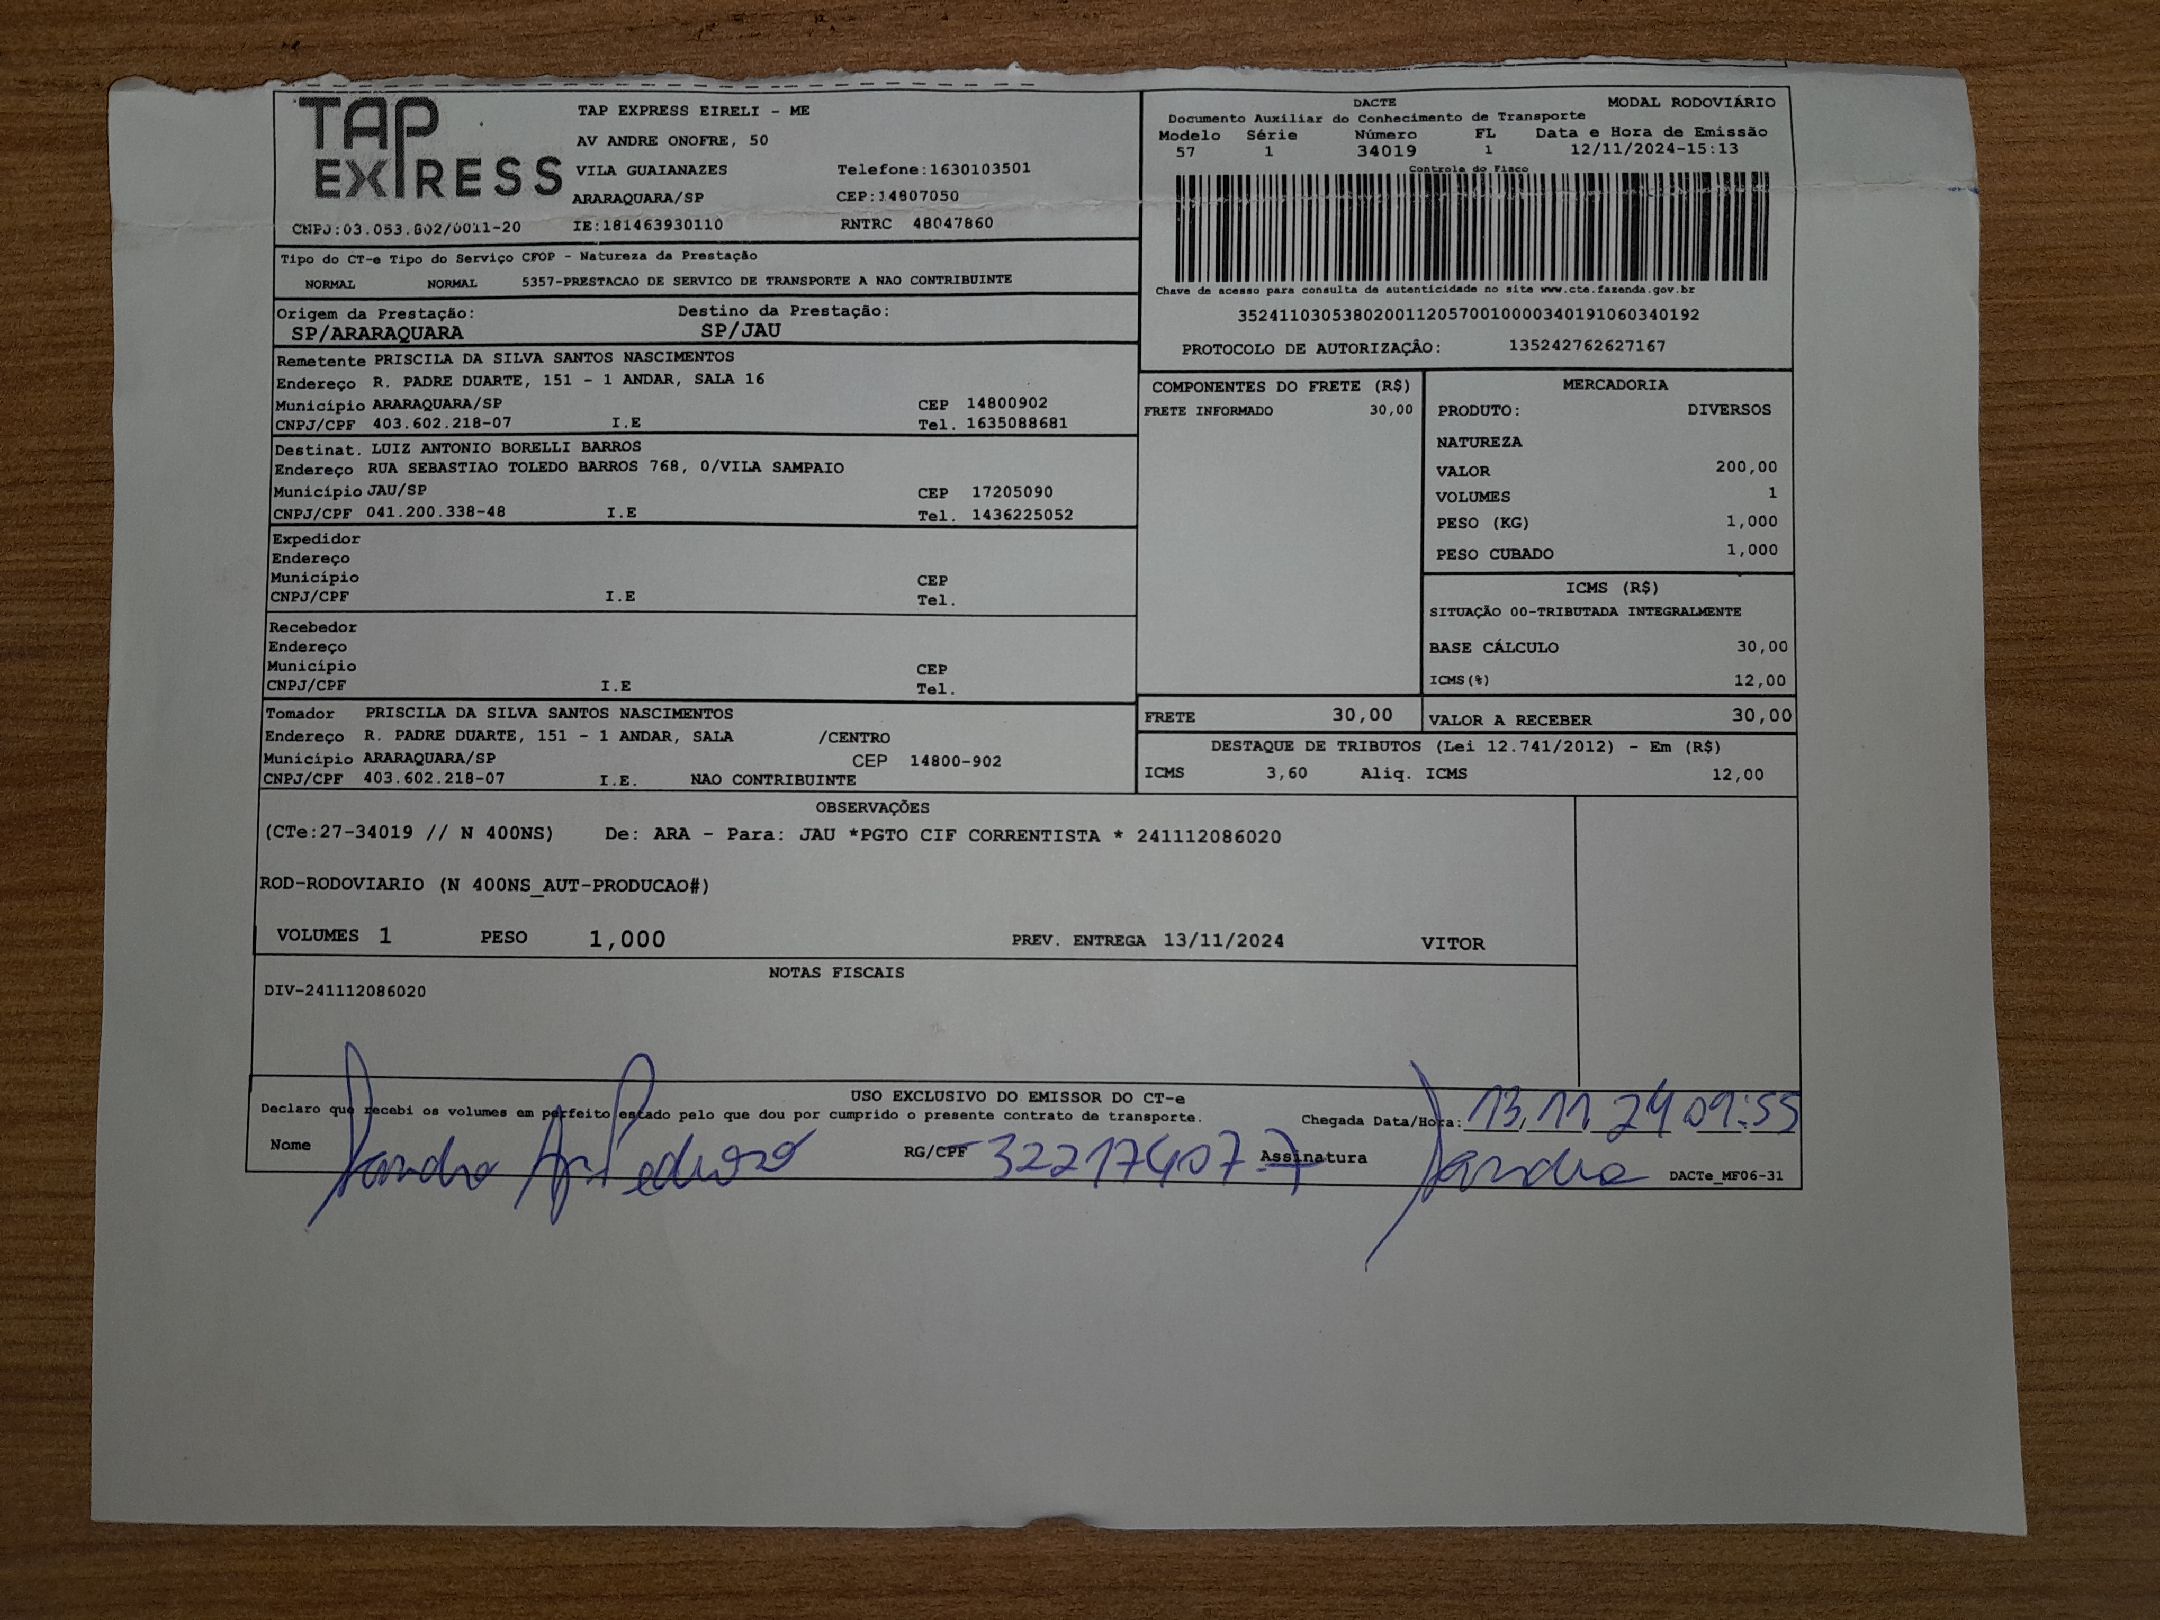 TAP
EXPRESS
TAP EXPRESS EIRELI - ME
AV ANDRE ONOFRE, 50
VILA GUAIANAZES Telefone:1630103501
ARARAQUARA/SP CEP:14807050
CNPJ:03.053.802/0011-20 IE:181463930110 RNTRC 48047860
DACTE MODAL RODOVIÁRIO
Documento Auxiliar do Conhecimento de Transporte
Modelo Série Número FL Data e Hora de Emissão
57 1 34019 1 12/11/2024-15:13
Controle do Fisco
Chave de acesso para consulta de autenticidade no site www.cte.fazenda.gov.br
35241103053802001120570010000340191060340192
PROTOCOLO DE AUTORIZAÇÃO: 135242762627167
Tipo do CT-e Tipo do Serviço CFOP - Natureza da Prestação
NORMAL NORMAL 5357-PRESTACAO DE SERVICO DE TRANSPORTE A NAO CONTRIBUINTE
Origem da Prestação: Destino da Prestação:
SP/ARARAQUARA SP/JAU
Remetente PRISCILA DA SILVA SANTOS NASCIMENTOS
Endereço R. PADRE DUARTE, 151 - 1 ANDAR, SALA 16
Município ARARAQUARA/SP CEP 14800902
CNPJ/CPF 403.602.218-07 I.E Tel. 1635088681
Destinat. LUIZ ANTONIO BORELLI BARROS
Endereço RUA SEBASTIAO TOLEDO BARROS 768, 0/VILA SAMPAIO
Município JAU/SP CEP 17205090
CNPJ/CPF 041.200.338-48 I.E Tel. 1436225052
Expedidor
Endereço
Município CEP
CNPJ/CPF I.E Tel.
Recebedor
Endereço
Município CEP
CNPJ/CPF I.E Tel.
Tomador PRISCILA DA SILVA SANTOS NASCIMENTOS
Endereço R. PADRE DUARTE, 151 - 1 ANDAR, SALA /CENTRO
Município ARARAQUARA/SP CEP 14800-902
CNPJ/CPF 403.602.218-07 I.E. NAO CONTRIBUINTE
COMPONENTES DO FRETE (R$)
FRETE INFORMADO 30,00
MERCADORIA
PRODUTO: DIVERSOS
NATUREZA
VALOR 200,00
VOLUMES 1
PESO (KG) 1,000
PESO CUBADO 1,000
ICMS (R$)
SITUAÇÃO 00-TRIBUTADA INTEGRALMENTE
BASE CÁLCULO 30,00
ICMS(%) 12,00
FRETE 30,00 VALOR A RECEBER 30,00
DESTAQUE DE TRIBUTOS (Lei 12.741/2012) - Em (R$)
ICMS 3,60 Aliq. ICMS 12,00
OBSERVAÇÕES
(CTe:27-34019 // N 400NS) De: ARA - Para: JAU *PGTO CIF CORRENTISTA * 241112086020
ROD-RODOVIARIO (N 400NS_AUT-PRODUCAO#)
VOLUMES 1 PESO 1,000 PREV. ENTREGA 13/11/2024 VITOR
NOTAS FISCAIS
DIV-241112086020
USO EXCLUSIVO DO EMISSOR DO CT-e
Declaro que recebi os volumes em perfeito estado pelo que dou por cumprido o presente contrato de transporte. Chegada Data/Hora: 13.11.24 09:55
Nome Sandra Ap Pedroso RG/CPF 32217407-7 Assinatura Sandra
DACTe_MF06-31